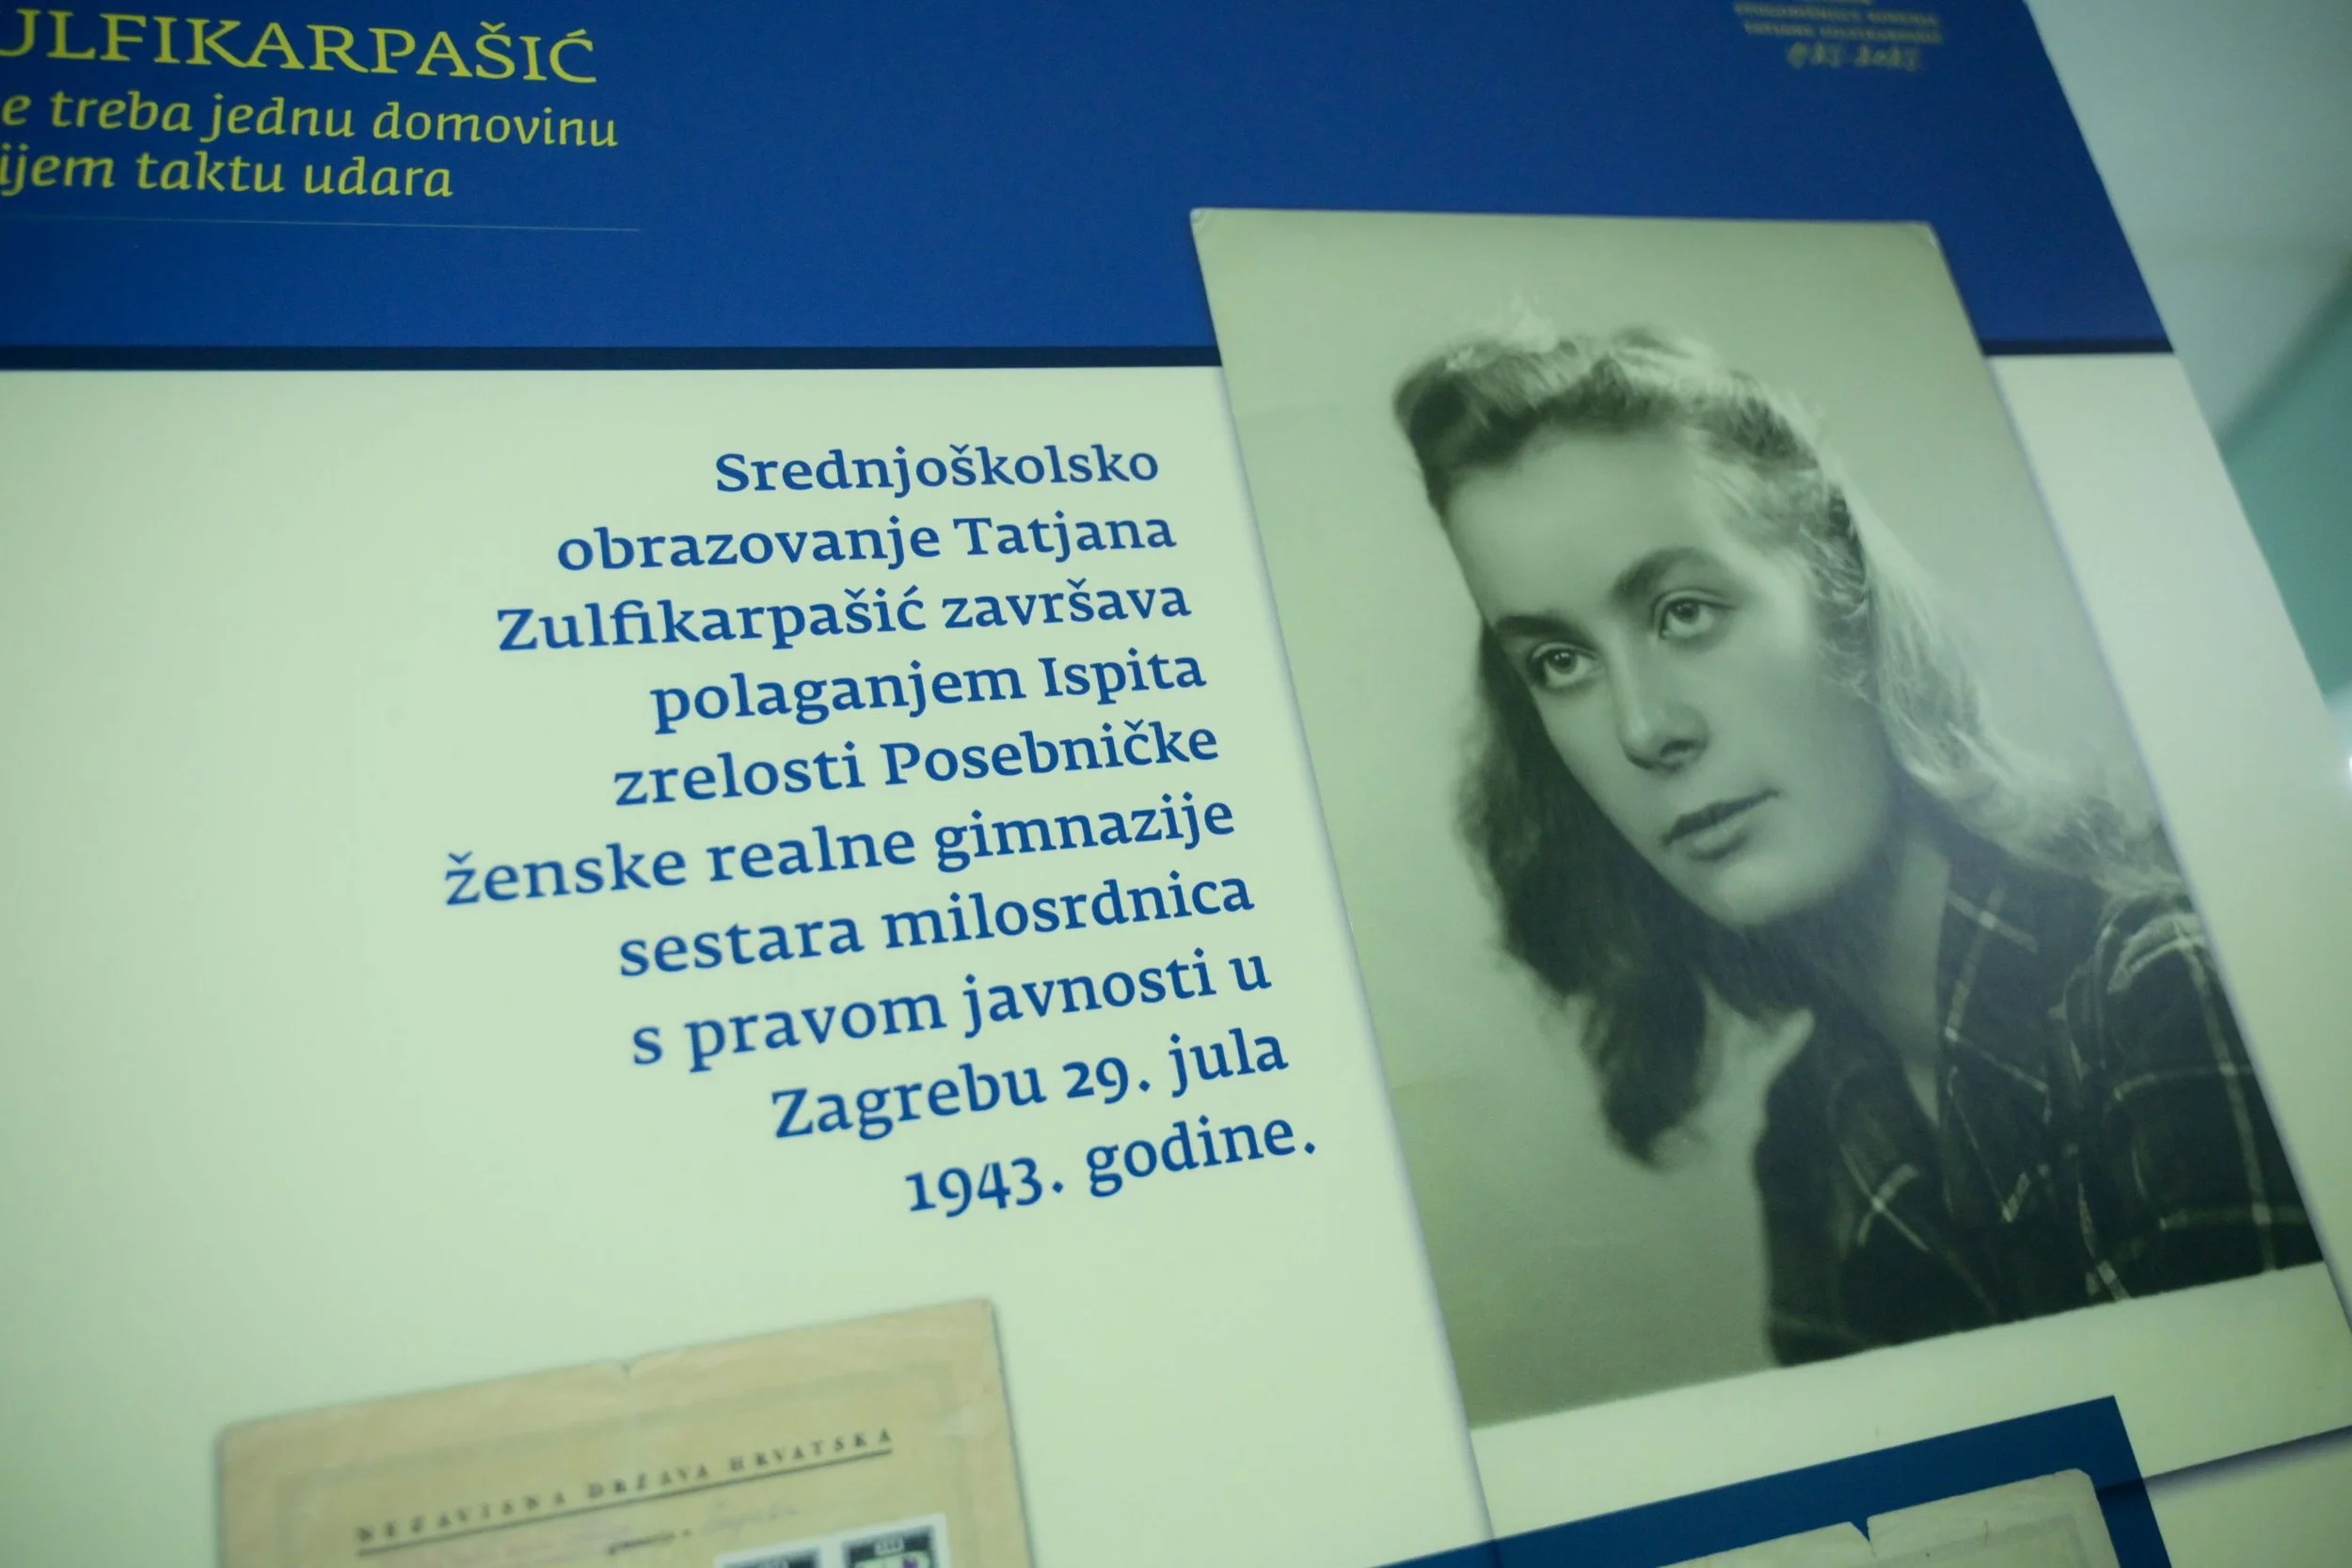 ULFIKARPAŠIĆ
e treba jednu domovinu
ijem taktu udara
Srednjoškolsko
obrazovanje Tatjana
Zulfikarpašić završava
polaganjem Ispita
zrelosti Posebničke
ženske realne gimnazije
sestara milosrdnica
s pravom javnosti u
Zagrebu 29. jula
1943. godine.
NEZAVISNA DRŽAVA HRVATSKA